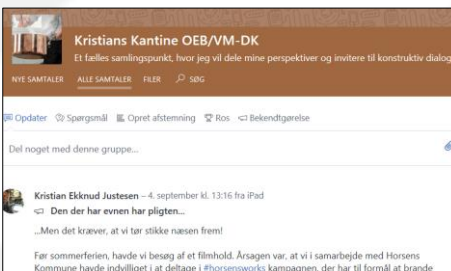 Kristians Kantine OEB/VM-DK
Et fælles samlingspunkt, hvor jeg vil dele mine perspektiver og invitere til konstruktiv dialog
NYE SAMTALER ALLE SAMTALER FILER SØG
Opdater Spørgsmål Opret afstemning Ros Bekendtgørelse
Del noget med denne gruppe...
Kristian Ekknud Justesen – 4. september kl. 13:16 fra iPad
Den der har evnen har pligten...
...Men det kræver, at vi tør stikke næsen frem!
Før sommerferien, havde vi besøg af et filmhold. Årsagen var, at vi i samarbejde med Horsens
Kommune havde indvilliget i at deltage i #horsensworks kampagnen, der har til formål at brande